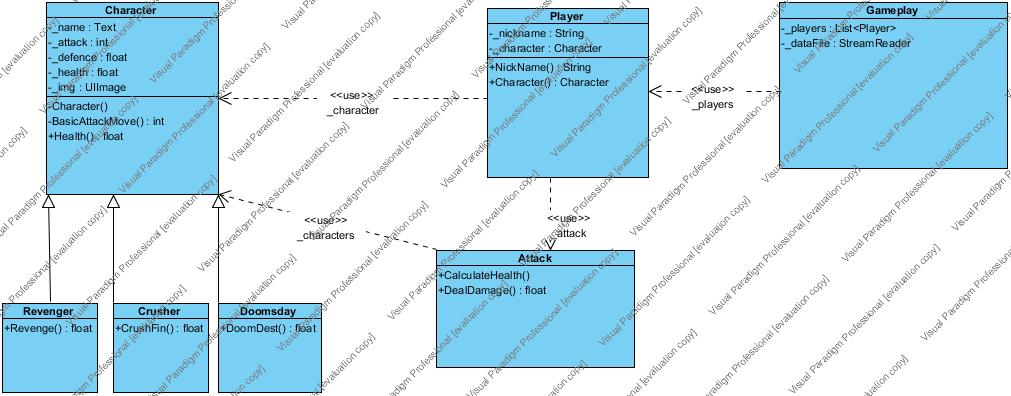 Character
-_name : Text
-_attack : int
-_defence : float
-_health : float
-_img : UIImage
-Character()
-BasicAttackMove() : int
+Health() : float
Player
-_nickname : String
-_character : Character
+NickName() : String
+Character() : Character
Gameplay
-_players : List<Player>
-_dataFile : StreamReader
<<use>>
_character
<<use>>
_players
<<use>>
_characters
<<use>>
_attack
Attack
+CalculateHealth()
+DealDamage() : float
Revenger
+Revenge() : float
Crusher
+CrushFin() : float
Doomsday
+DoomDest() : float
Visual Paradigm Professional [evaluation copy]